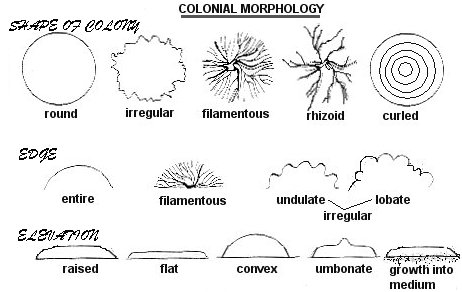 COLONIAL MORPHOLOGY
SHAPE OF COLONY
round irregular filamentous rhizoid curled
EDGE
entire filamentous undulate lobate
irregular
ELEVATION
raised flat convex umbonate growth into
medium